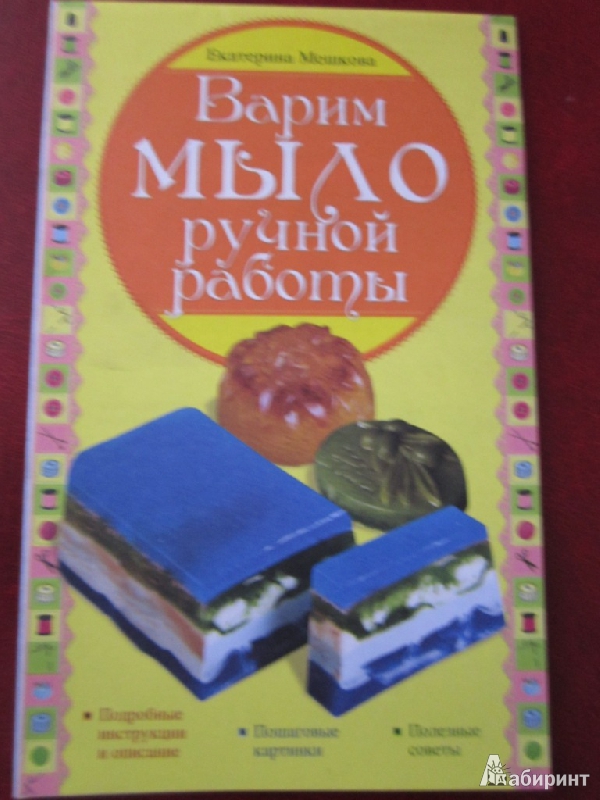 Екатерина Мешкова
Варим
МЫЛО
ручной
работы
Подробные
инструкции
и описание
Пошаговые
картинки
Полезные
советы
Лабиринт